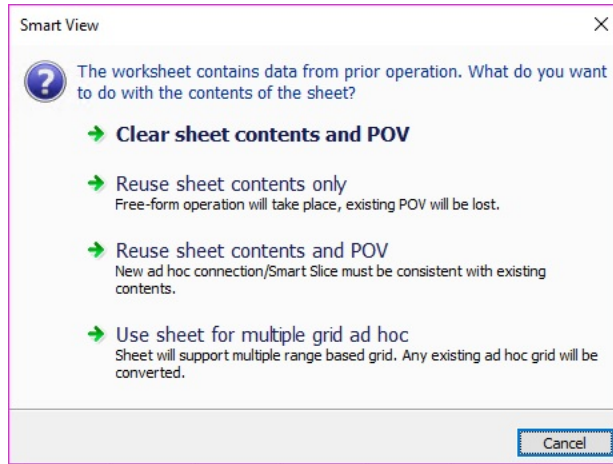 Smart View
The worksheet contains data from prior operation. What do you want
to do with the contents of the sheet?
Clear sheet contents and POV
Reuse sheet contents only
Free-form operation will take place, existing POV will be lost.
Reuse sheet contents and POV
New ad hoc connection/Smart Slice must be consistent with existing
contents.
Use sheet for multiple grid ad hoc
Sheet will support multiple range based grid. Any existing ad hoc grid will be
converted.
Cancel